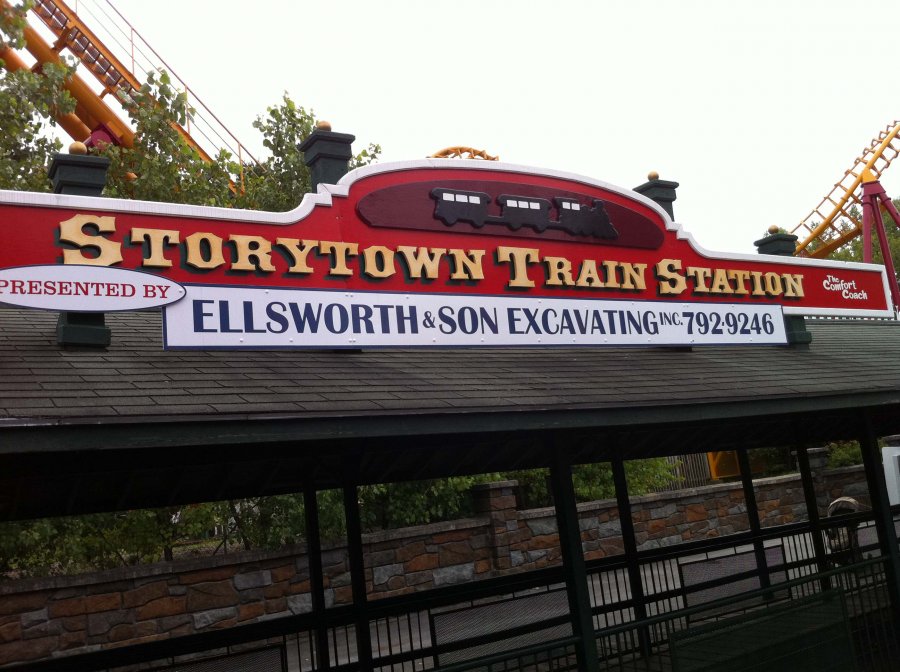 STORYTOWN TRAIN STATION
The
Comfort
Coach
PRESENTED BY
ELLSWORTH & SON EXCAVATING INC. 792-9246